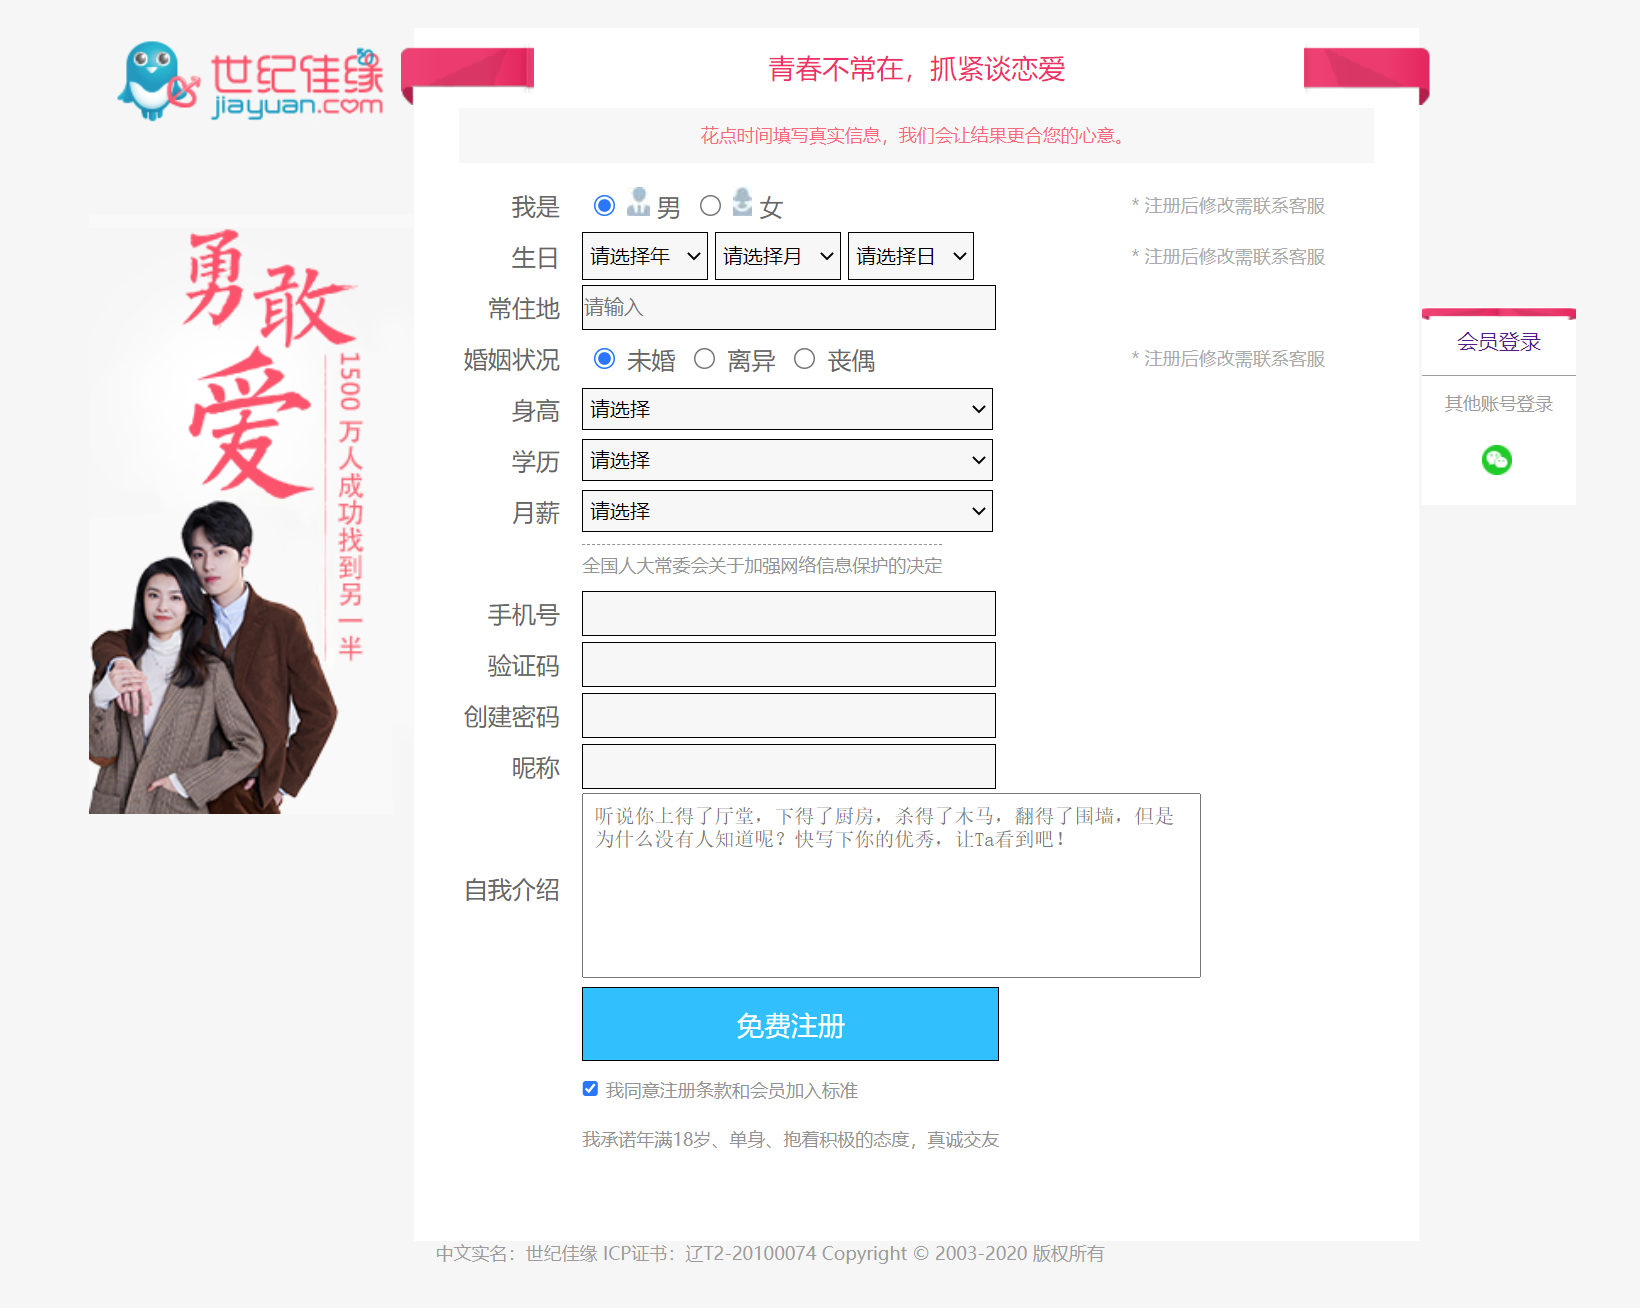 世纪佳缘
jiayuan.com
勇敢
爱
1500 万人成功找到另一半
青春不常在，抓紧谈恋爱
花点时间填写真实信息，我们会让结果更合您的心意。
我是 男 女 * 注册后修改需联系客服
生日 请选择年 请选择月 请选择日 * 注册后修改需联系客服
常住地 请输入
婚姻状况 未婚 离异 丧偶 * 注册后修改需联系客服
身高 请选择
学历 请选择
月薪 请选择
全国人大常委会关于加强网络信息保护的决定
手机号
验证码
创建密码
昵称
自我介绍
听说你上得了厅堂，下得了厨房，杀得了木马，翻得了围墙，但是
为什么没有人知道呢？快写下你的优秀，让Ta看到吧！
免费注册
我同意注册条款和会员加入标准
我承诺年满18岁、单身、抱着积极的态度，真诚交友
会员登录
其他账号登录
中文实名：世纪佳缘 ICP证书：辽T2-20100074 Copyright © 2003-2020 版权所有